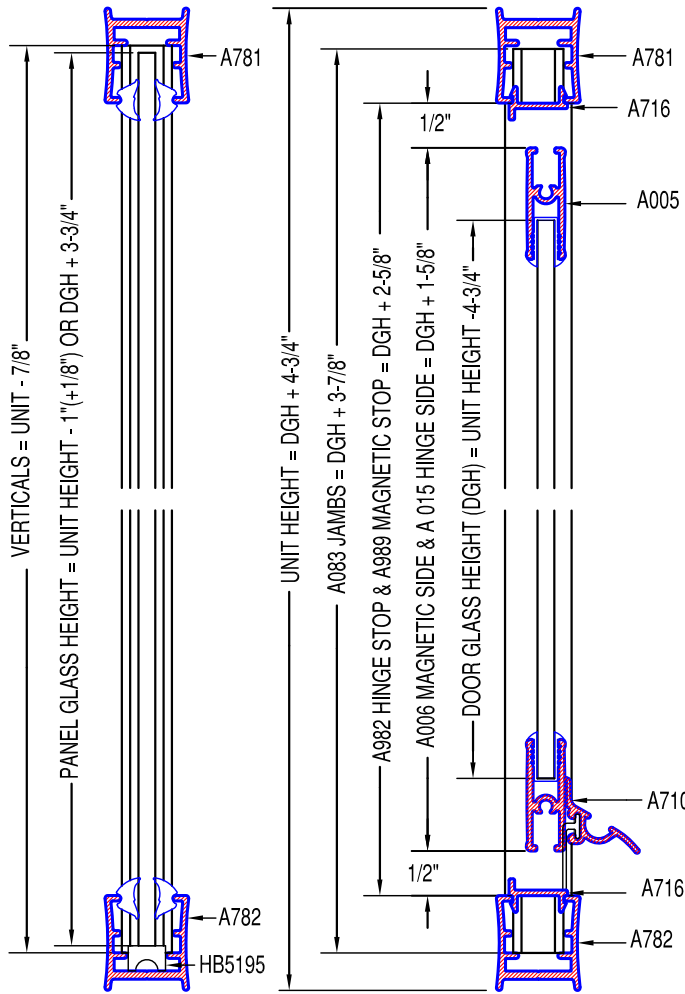 A781
VERTICALS = UNIT - 7/8"
PANEL GLASS HEIGHT = UNIT HEIGHT - 1"(+1/8") OR DGH + 3-3/4"
A782
HB5195
UNIT HEIGHT = DGH + 4-3/4"
A083 JAMBS = DGH + 3-7/8"
A982 HINGE STOP & A989 MAGNETIC STOP = DGH + 2-5/8"
A006 MAGNETIC SIDE & A 015 HINGE SIDE = DGH + 1-5/8"
DOOR GLASS HEIGHT (DGH) = UNIT HEIGHT -4-3/4"
A781
A716
1/2"
A005
A710
1/2"
A716
A782